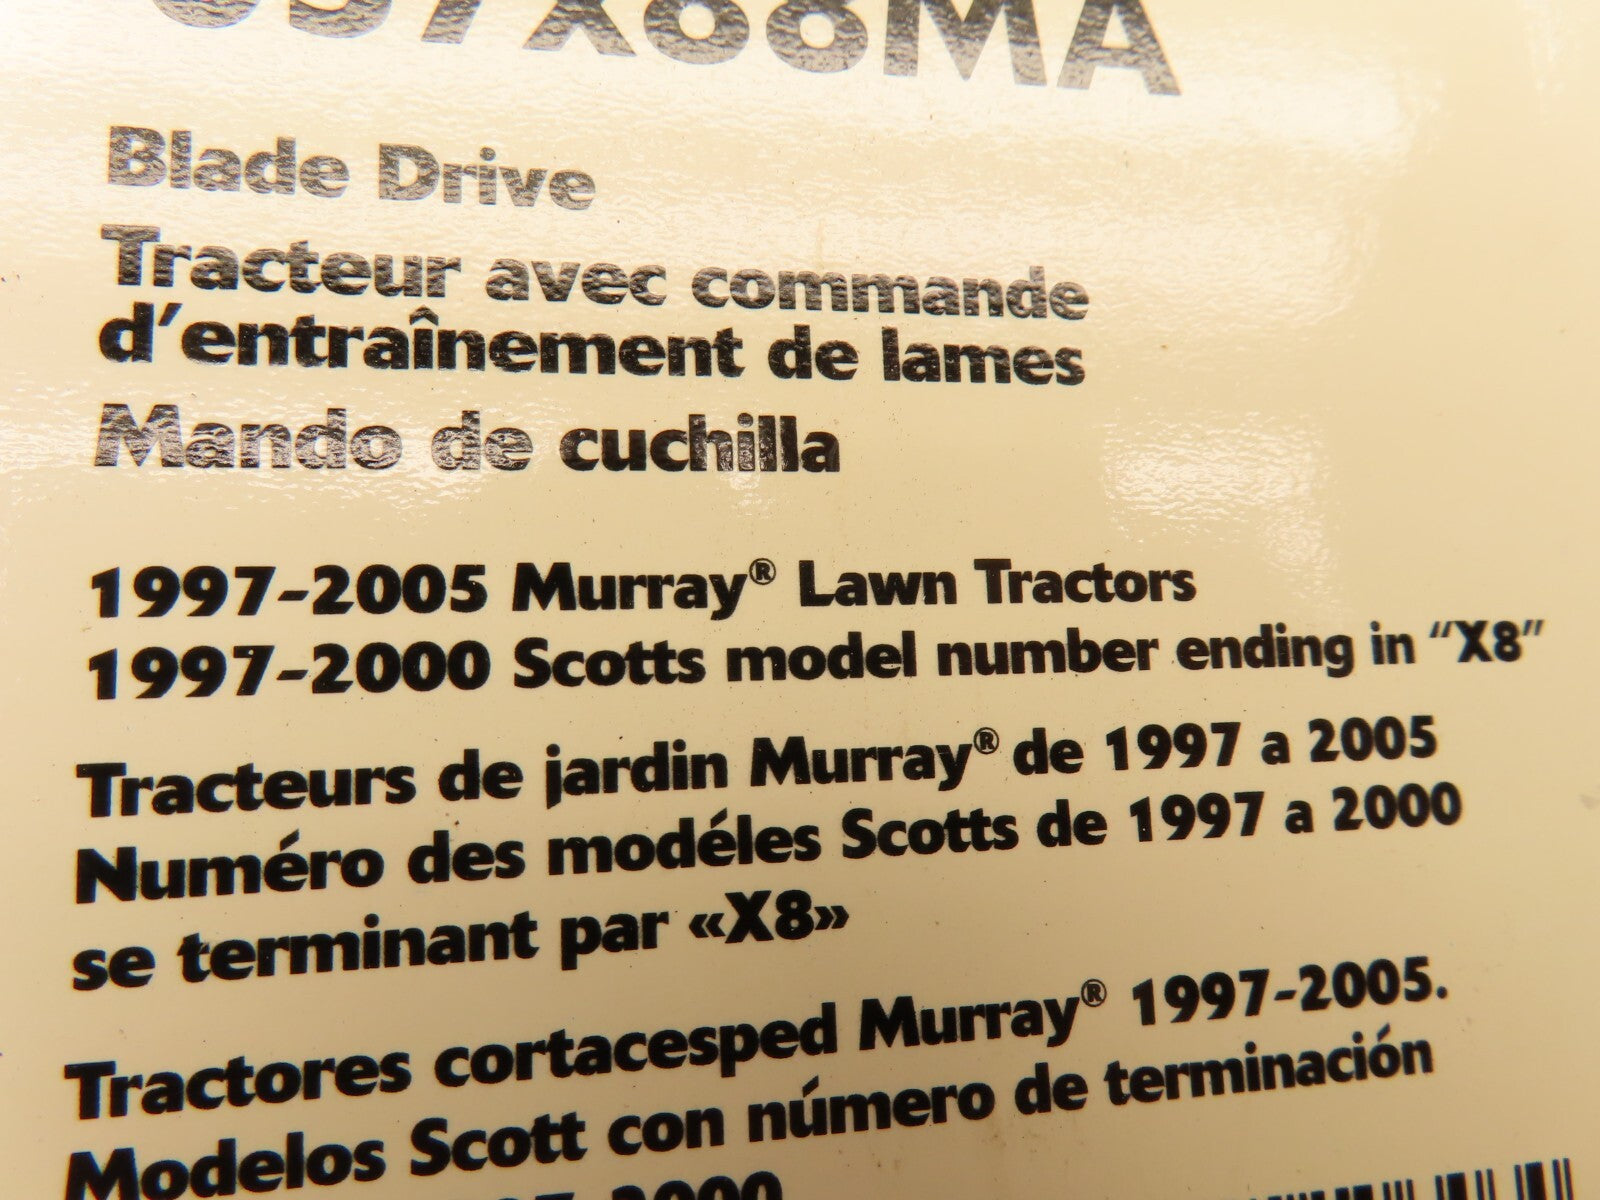 037X88MA
Blade Drive
Tracteur avec commande
d'entraînement de lames
Mando de cuchilla
1997-2005 Murray® Lawn Tractors
1997-2000 Scotts model number ending in "X8"
Tracteurs de jardin Murray® de 1997 a 2005
Numéro des modéles Scotts de 1997 a 2000
se terminant par «X8»
Tractores cortacesped Murray® 1997-2005.
Modelos Scott con número de terminación